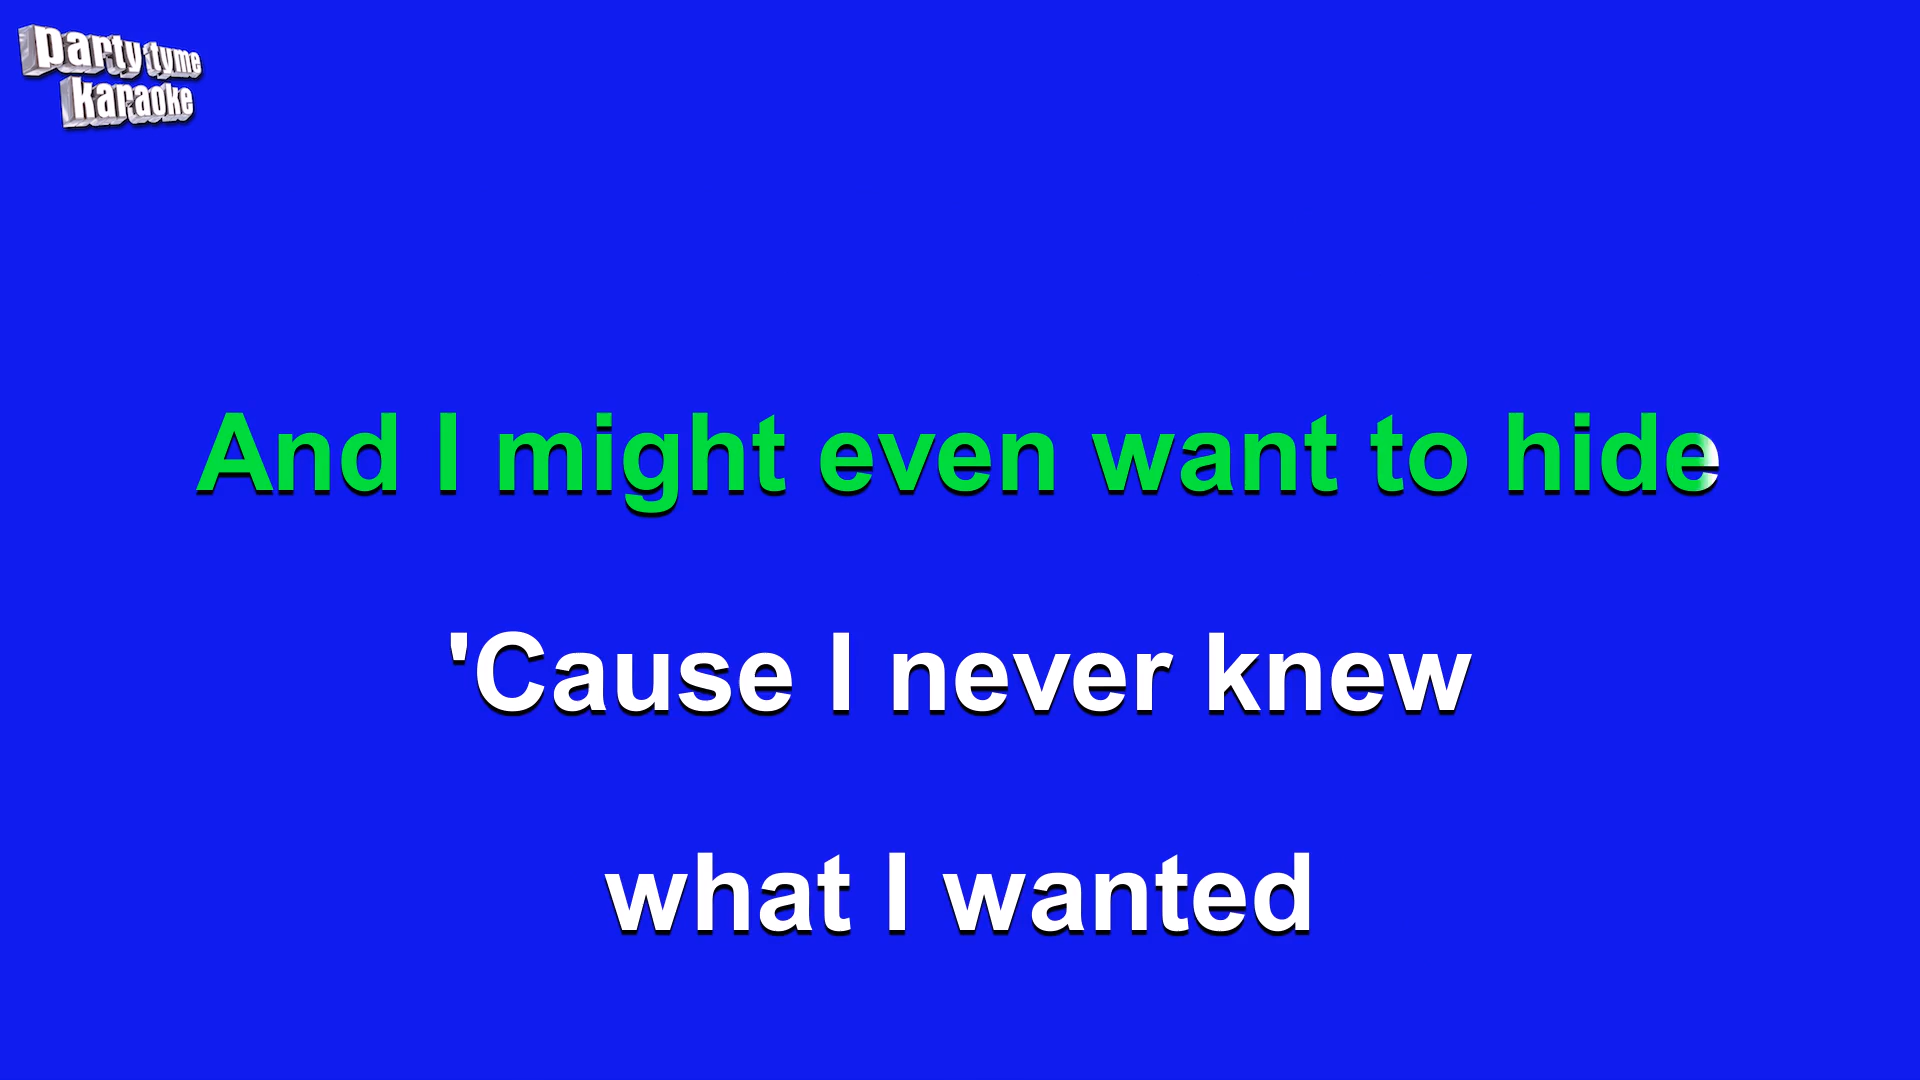 party tyme
karaoke
And I might even want to hide
'Cause I never knew
what I wanted